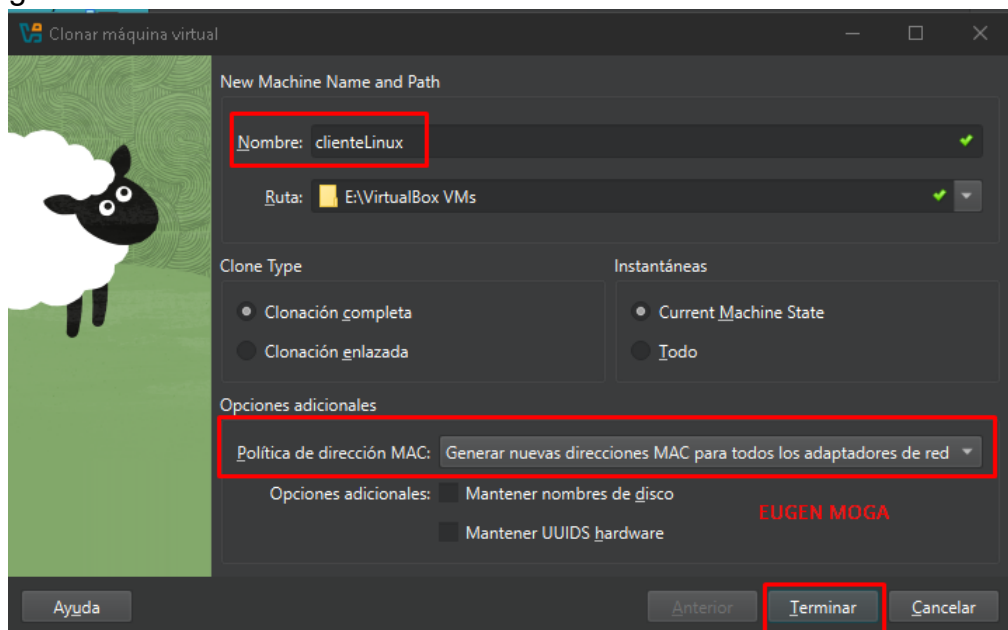 g
Clonar máquina virtual
New Machine Name and Path
Nombre: clienteLinux
Ruta: E:\VirtualBox VMs
Clone Type
Instantáneas
Clonación completa
Current Machine State
Clonación enlazada
Todo
Opciones adicionales
Política de dirección MAC: Generar nuevas direcciones MAC para todos los adaptadores de red
Opciones adicionales: Mantener nombres de disco
EUGEN MOGA
Mantener UUIDS hardware
Ayuda Anterior Terminar Cancelar